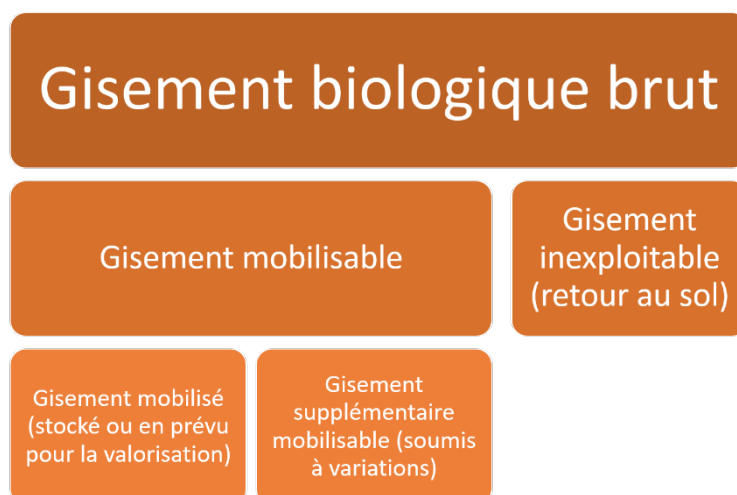 Gisement biologique brut
Gisement mobilisable
Gisement
inexploitable
(retour au sol)
Gisement mobilisé
(stocké ou en prévu
pour la valorisation)
Gisement
supplémentaire
mobilisable (soumis
à variations)